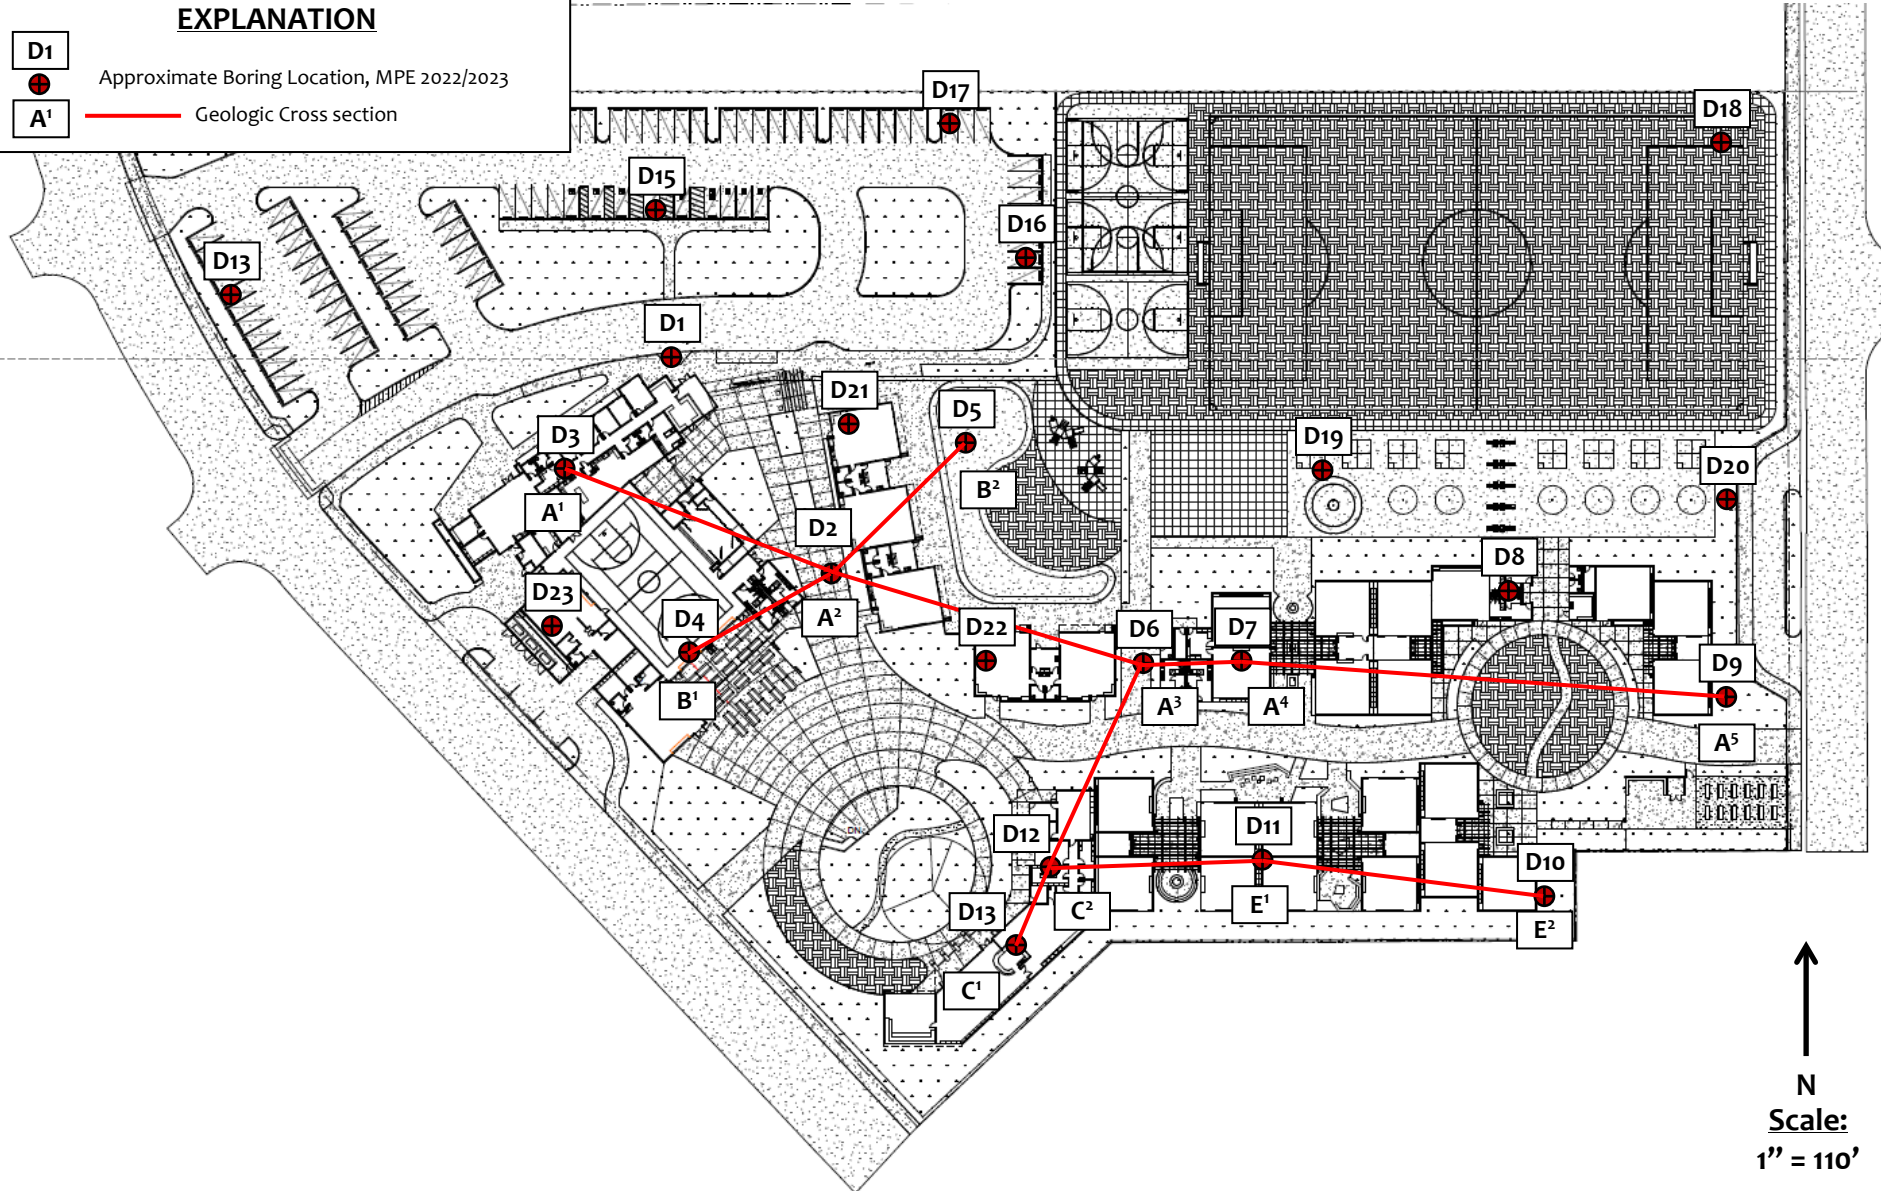 EXPLANATION
D1
Approximate Boring Location, MPE 2022/2023
A¹
Geologic Cross section
D17
D18
D15
D16
D13
D1
D21
D5
D3
D19
D20
B²
A¹
D2
D8
D23
D4
A²
D22
D6
D7
D9
B¹
A³
A⁴
A⁵
D12
D11
DN
D10
D13
C²
E¹
E²
C¹
N
Scale:
1” = 110’